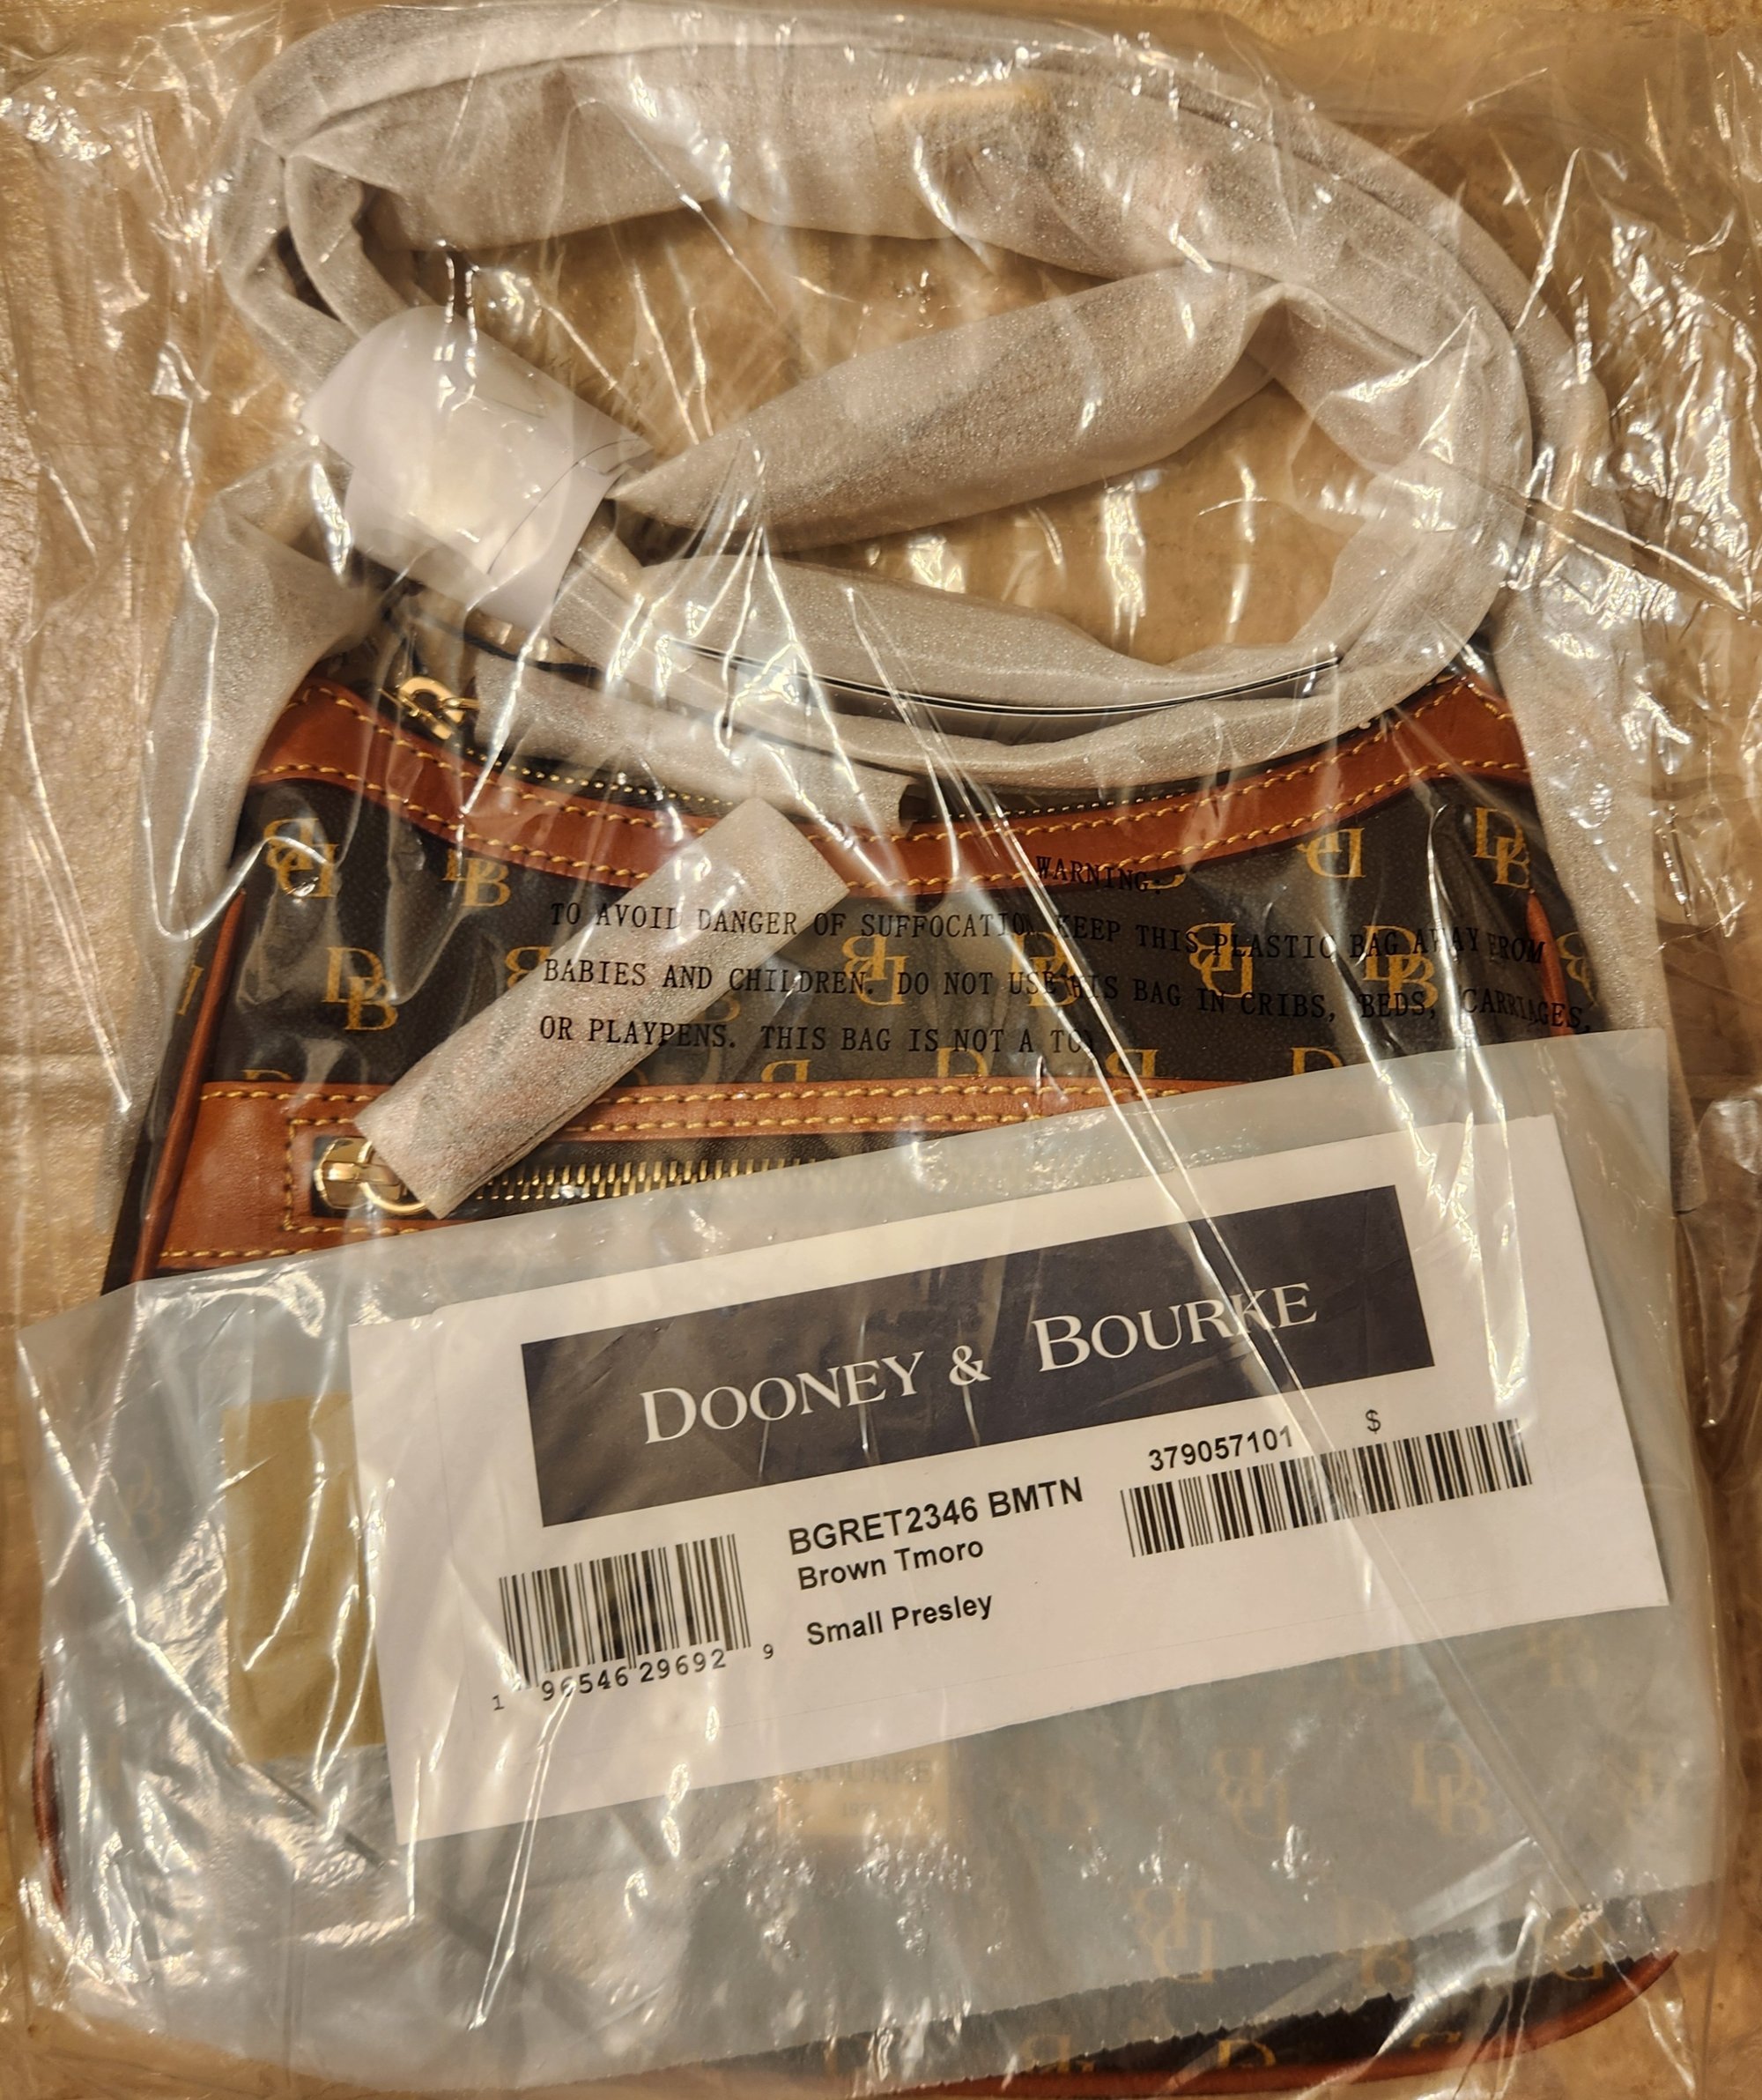 WARNING:
TO AVOID DANGER OF SUFFOCATION KEEP THIS PLASTIC BAG AWAY FROM
BABIES AND CHILDREN. DO NOT USE THIS BAG IN CRIBS, BEDS, CARRIAGES,
OR PLAYPENS. THIS BAG IS NOT A TOY
DOONEY & BOURKE
379057101 $
BGRET2346 BMTN
Brown Tmoro
Small Presley
1 96546 29692 9
BOURKE